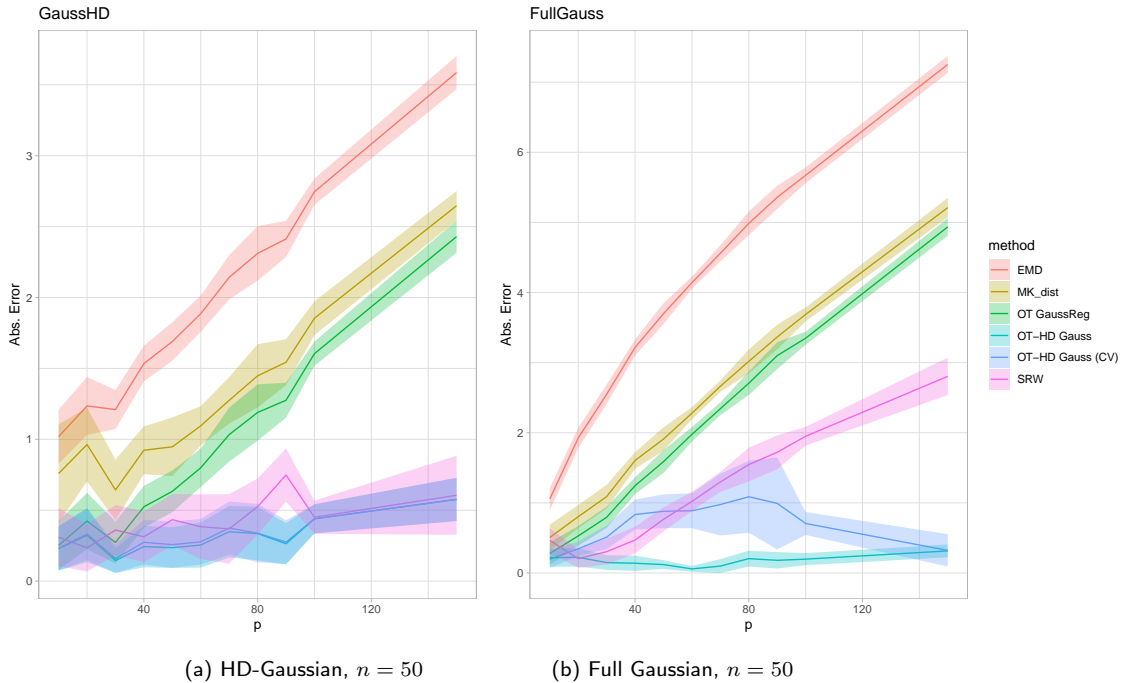 GaussHD
Abs. Error
3
2
1
0
40
80
120
p
(a) HD-Gaussian, n = 50
FullGauss
Abs. Error
6
4
2
0
40
80
120
p
(b) Full Gaussian, n = 50
method
EMD
MK_dist
OT GaussReg
OT−HD Gauss
OT−HD Gauss (CV)
SRW